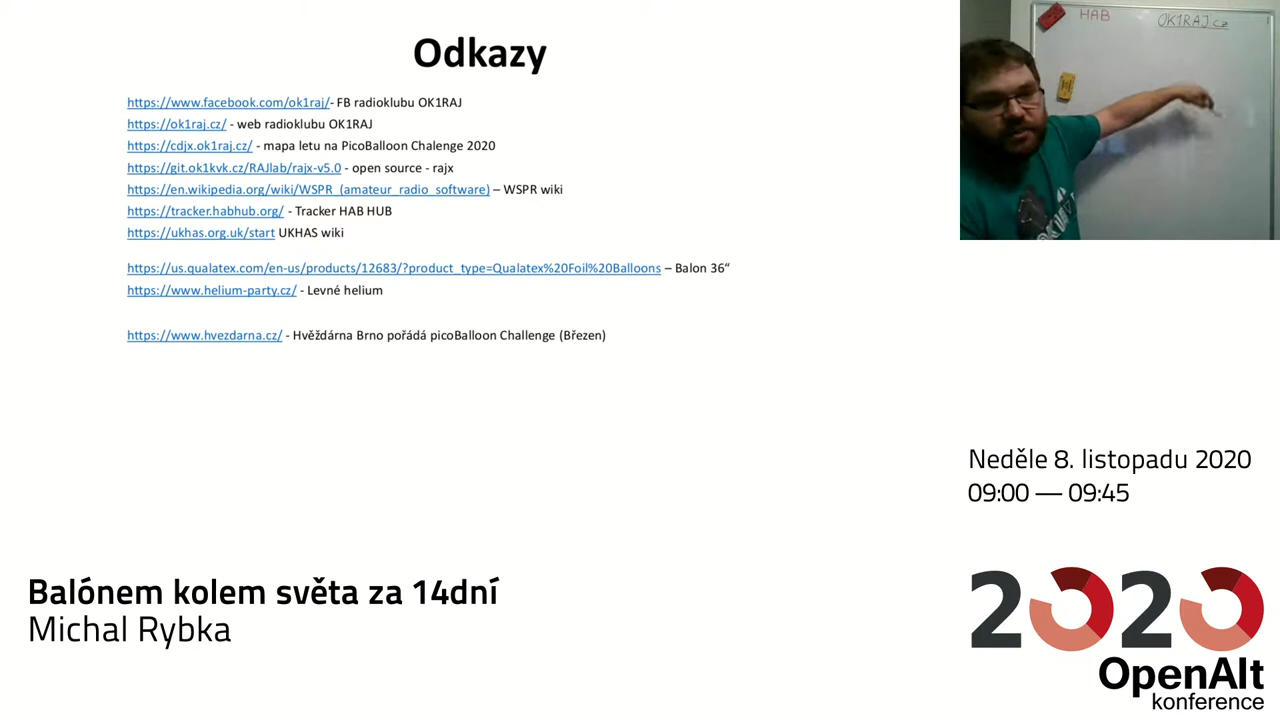 Odkazy
https://www.facebook.com/ok1raj/- FB radioklubu OK1RAJ
https://ok1raj.cz/ - web radioklubu OK1RAJ
https://cdjx.ok1raj.cz/ - mapa letu na PicoBalloon Chalenge 2020
https://git.ok1kvk.cz/RAJlab/rajx-v5.0 - open source - rajx
https://en.wikipedia.org/wiki/WSPR_(amateur_radio_software) – WSPR wiki
https://tracker.habhub.org/ - Tracker HAB HUB
https://ukhas.org.uk/start UKHAS wiki
https://us.qualatex.com/en-us/products/12683/?product_type=Qualatex%20Foil%20Balloons – Balon 36“
https://www.helium-party.cz/ - Levné helium
https://www.hvezdarna.cz/ - Hvěždárna Brno pořádá picoBalloon Challenge (Březen)
HAB
OK1RAJ.cz
Neděle 8. listopadu 2020
09:00 — 09:45
Balónem kolem světa za 14dní
Michal Rybka
2020
OpenAlt
konference